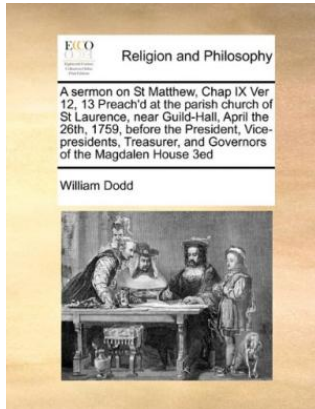 ECCO
Religion and Philosophy
A sermon on St Matthew, Chap IX Ver
12, 13 Preach'd at the parish church of
St Laurence, near Guild-Hall, April the
26th, 1759, before the President, Vice-
presidents, Treasurer, and Governors
of the Magdalen House 3ed
William Dodd